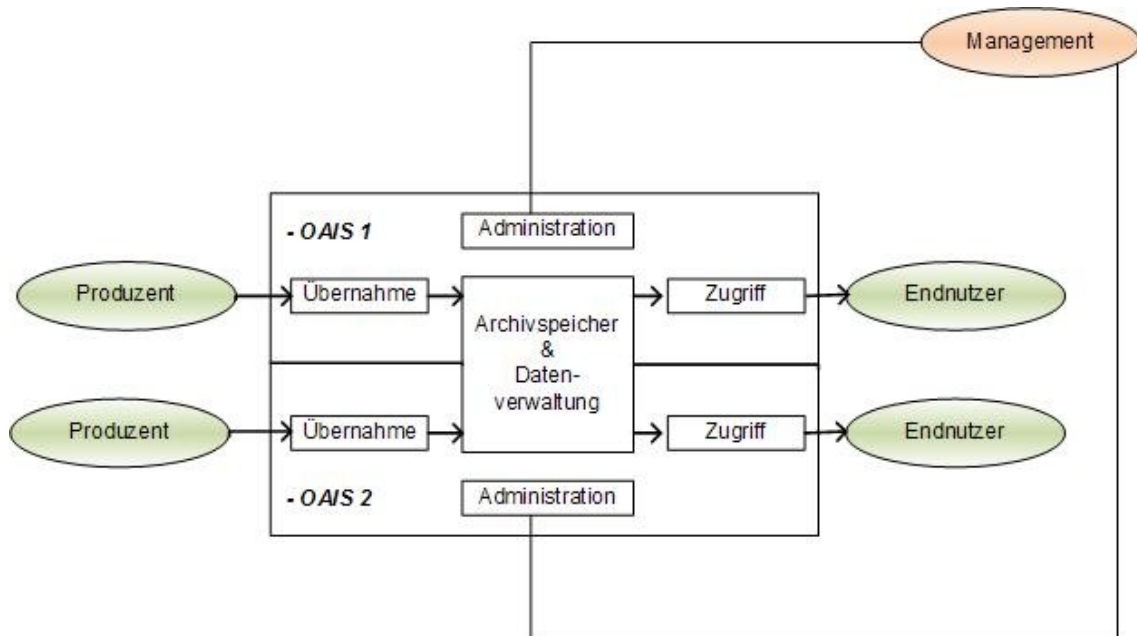 Management
- OAIS 1
Administration
Produzent
Übernahme
Archivspeicher
&
Daten-
verwaltung
Zugriff
Endnutzer
Produzent
Übernahme
Zugriff
Endnutzer
- OAIS 2
Administration